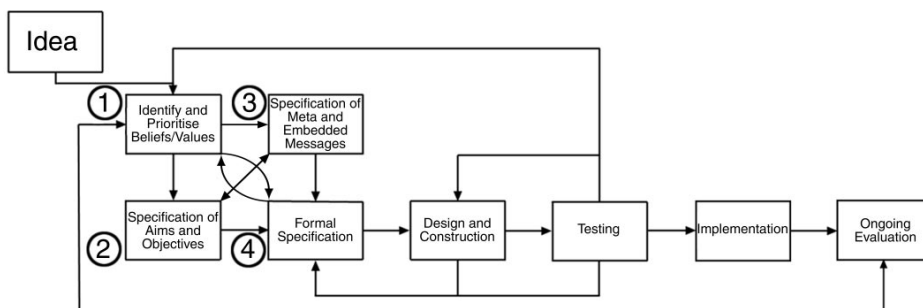 Idea
1
Identify and
Prioritise
Beliefs/Values
3
Specification of
Meta and
Embedded
Messages
2
Specification of
Aims and
Objectives
4
Formal
Specification
Design and
Construction
Testing
Implementation
Ongoing
Evaluation